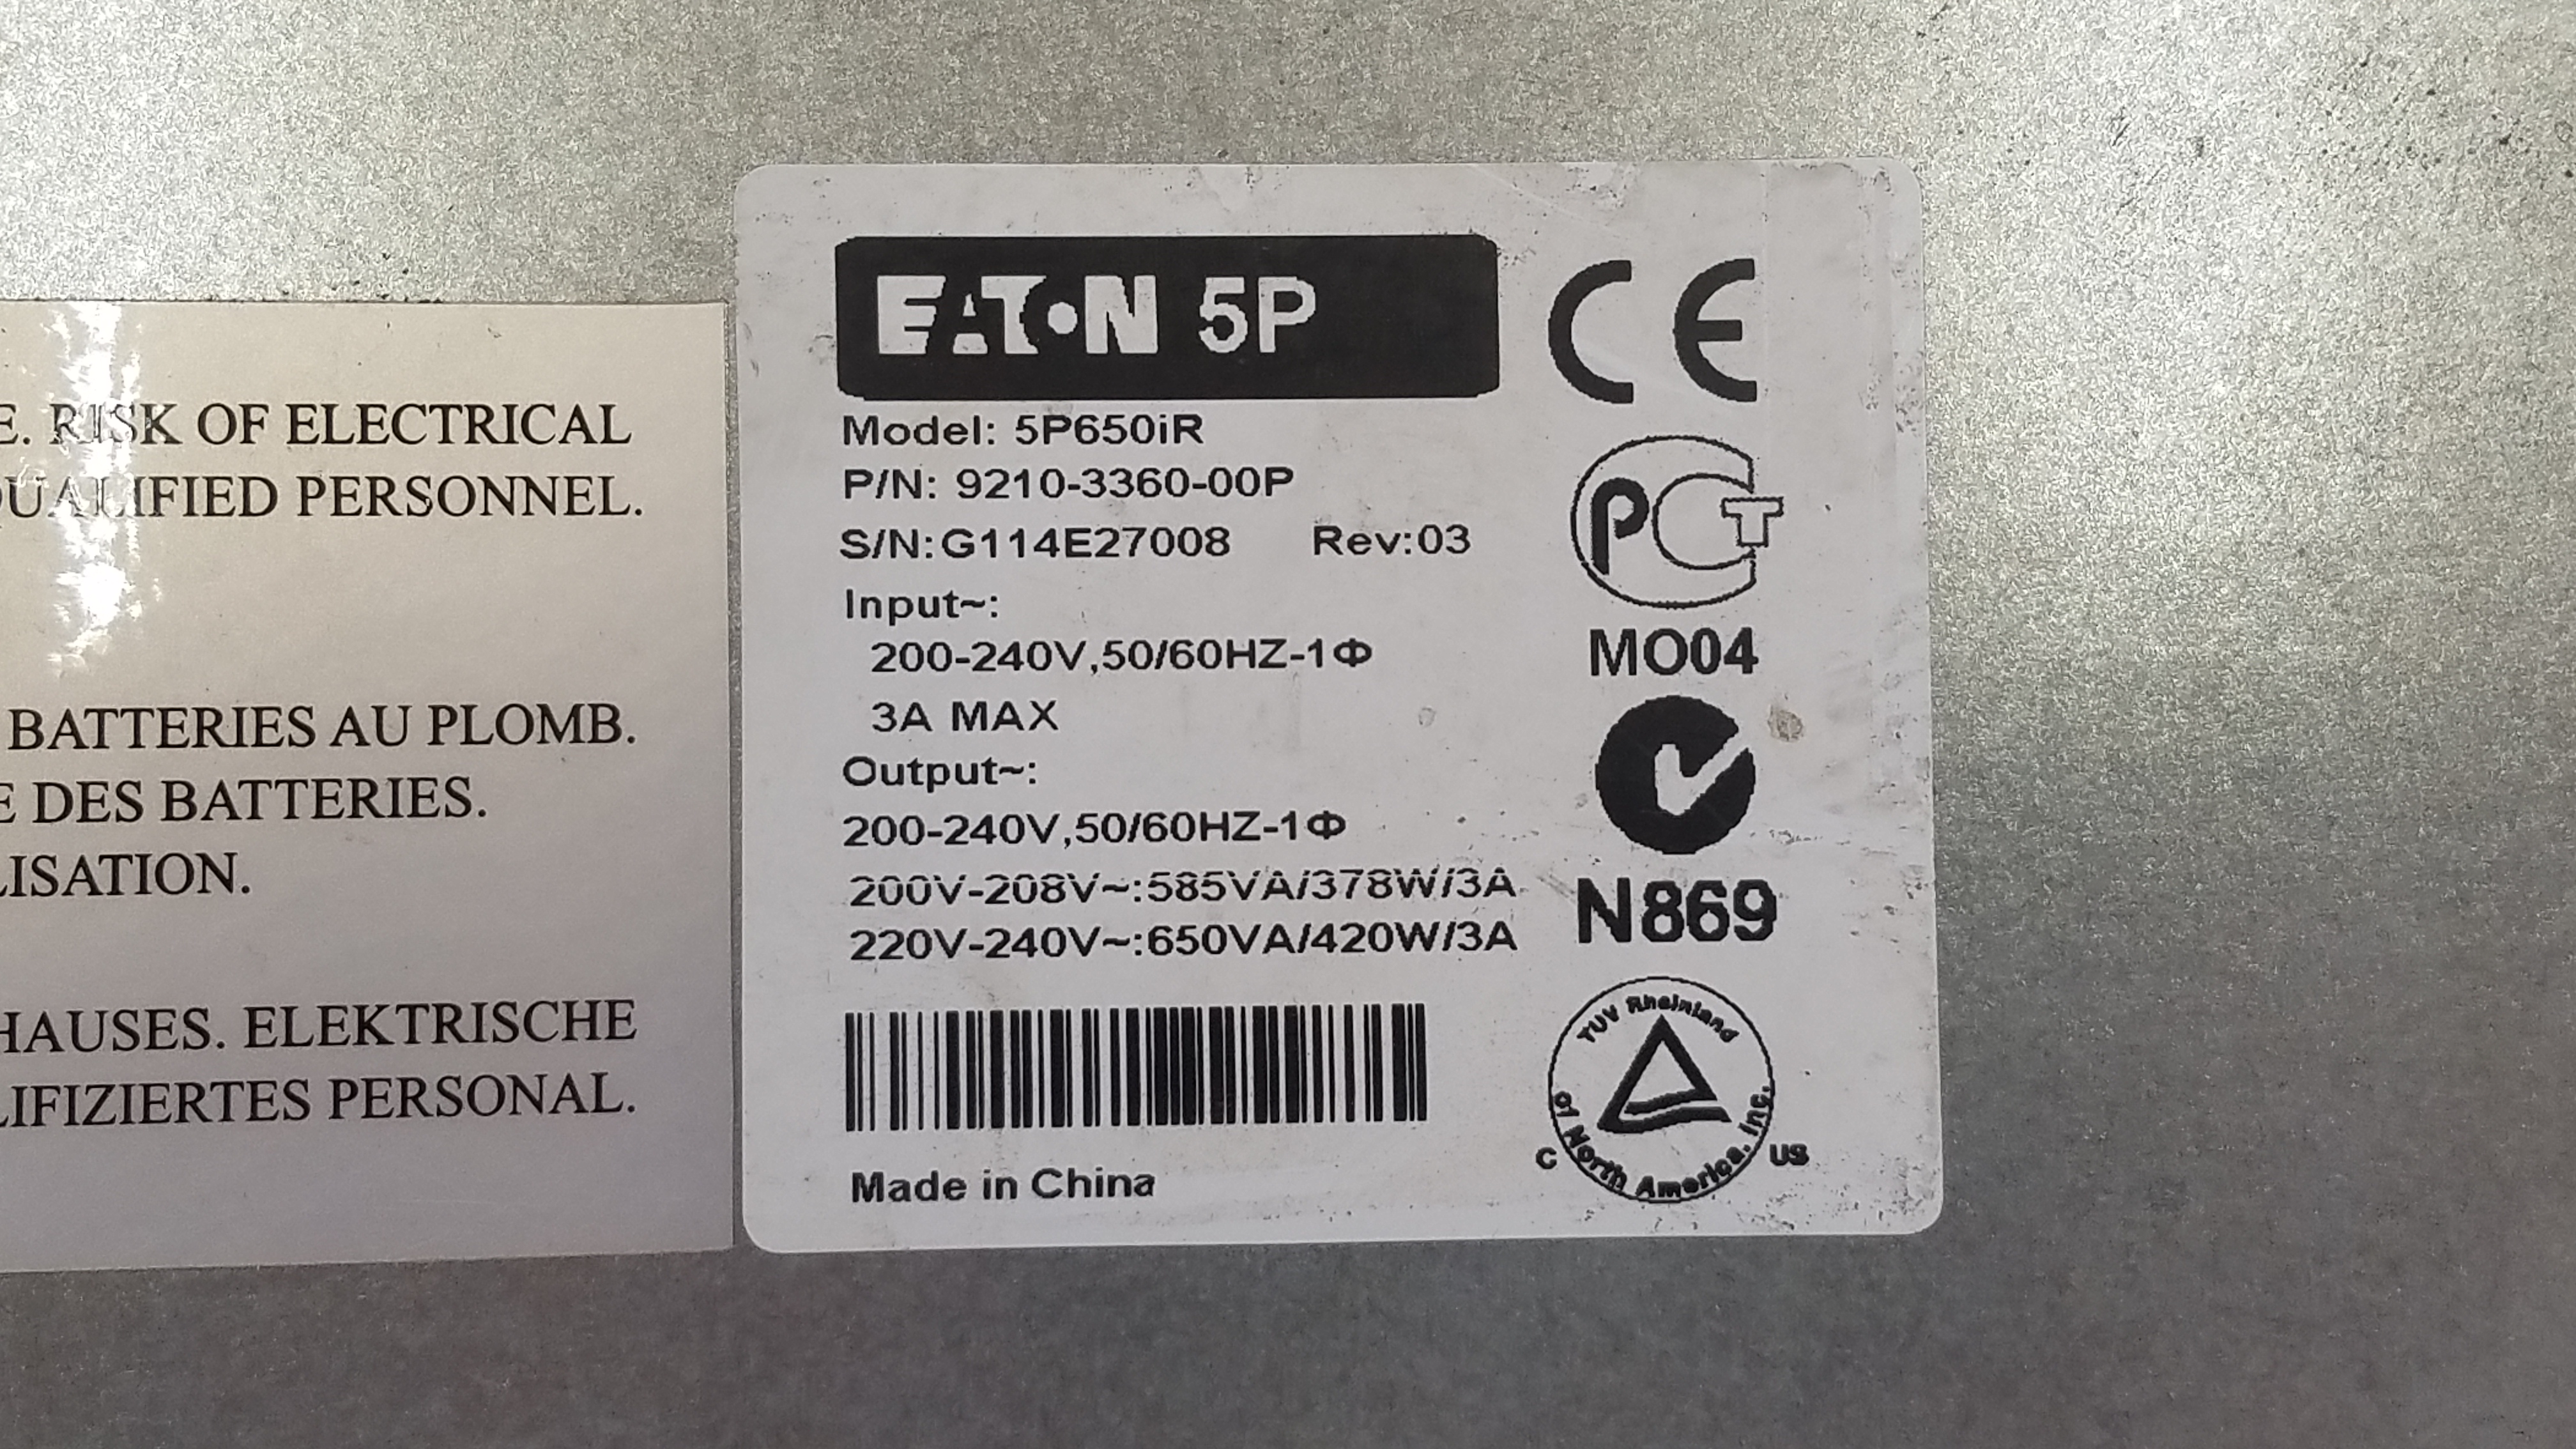 E. RISK OF ELECTRICAL
QUALIFIED PERSONNEL.
BATTERIES AU PLOMB.
E DES BATTERIES.
LISATION.
HAUSES. ELEKTRISCHE
LIFIZIERTES PERSONAL.
EATON 5P
CE
Model: 5P650iR
P/N: 9210-3360-00P
S/N:G114E27008 Rev:03
Input~:
200-240V,50/60HZ-1Φ
3A MAX
Output~:
200-240V,50/60HZ-1Φ
200V-208V~:585VA/378W/3A
220V-240V~:650VA/420W/3A
Made in China
PCT
MO04
N869
TUV Rheinland
of North America, Inc.
C US